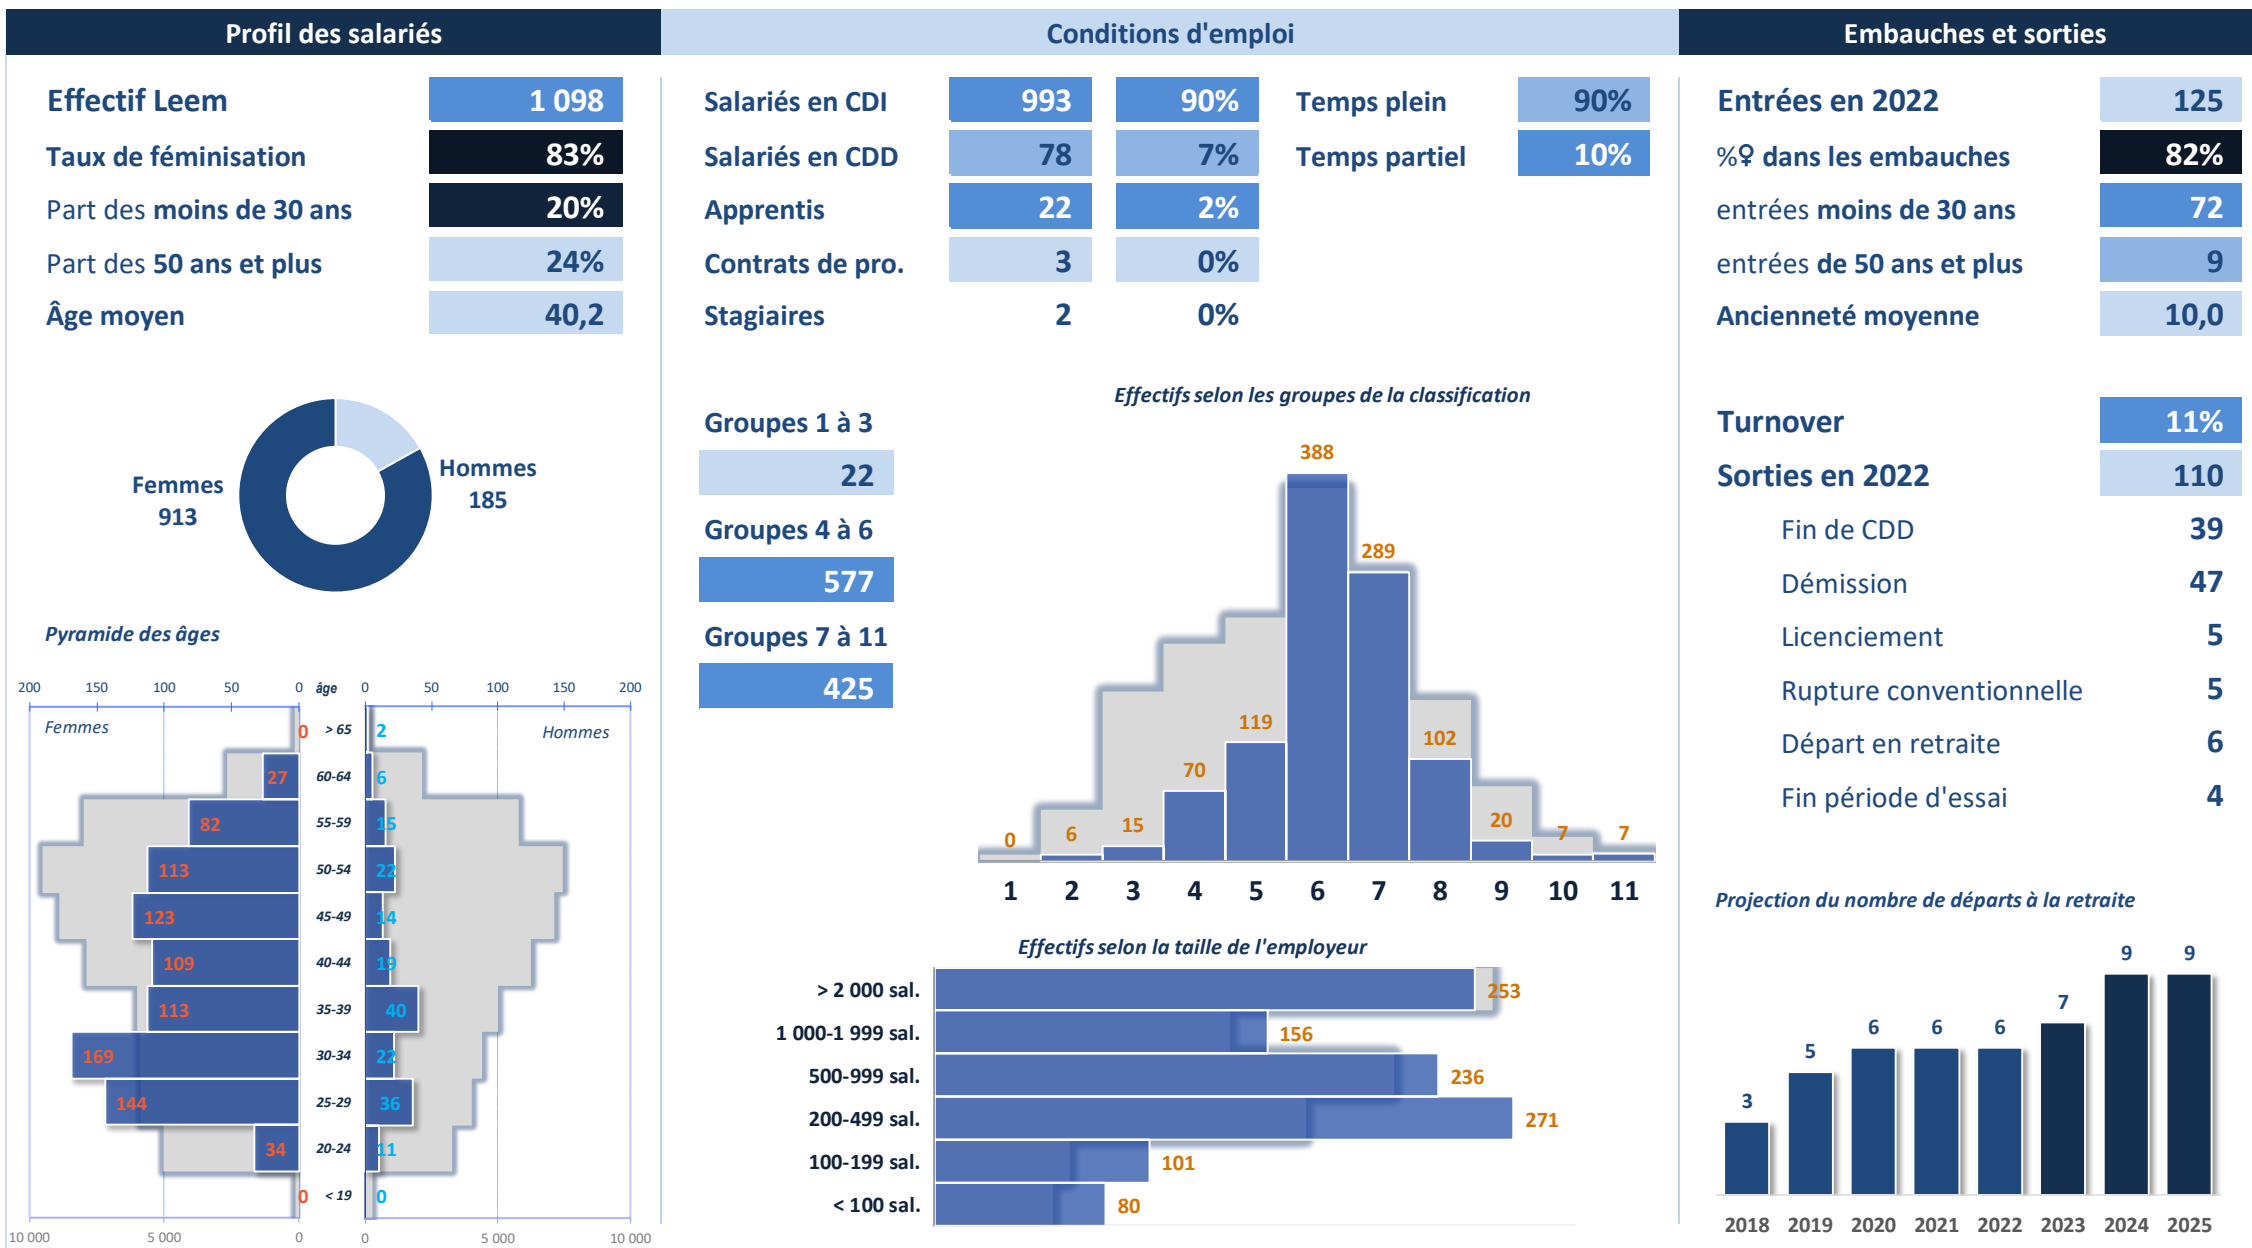 Profil des salariés
Effectif Leem 1 098
Taux de féminisation 83%
Part des moins de 30 ans 20%
Part des 50 ans et plus 24%
Âge moyen 40,2
Femmes 913
Hommes 185
Pyramide des âges
200 150 100 50 0 âge 0 50 100 150 200
Femmes Hommes
0 > 65 2
27 60-64 6
82 55-59 15
113 50-54 22
123 45-49 14
109 40-44 19
113 35-39 40
169 30-34 22
144 25-29 36
34 20-24 11
0 < 19 0
10 000 5 000 0 0 5 000 10 000
Conditions d'emploi
Salariés en CDI 993 90% Temps plein 90%
Salariés en CDD 78 7% Temps partiel 10%
Apprentis 22 2%
Contrats de pro. 3 0%
Stagiaires 2 0%
Groupes 1 à 3
22
Groupes 4 à 6
577
Groupes 7 à 11
425
Effectifs selon les groupes de la classification
0 6 15 70 119 388 289 102 20 7 7
1 2 3 4 5 6 7 8 9 10 11
Effectifs selon la taille de l'employeur
> 2 000 sal. 253
1 000-1 999 sal. 156
500-999 sal. 236
200-499 sal. 271
100-199 sal. 101
< 100 sal. 80
Embauches et sorties
Entrées en 2022 125
%♀ dans les embauches 82%
entrées moins de 30 ans 72
entrées de 50 ans et plus 9
Ancienneté moyenne 10,0
Turnover 11%
Sorties en 2022 110
Fin de CDD 39
Démission 47
Licenciement 5
Rupture conventionnelle 5
Départ en retraite 6
Fin période d'essai 4
Projection du nombre de départs à la retraite
3 5 6 6 6 7 9 9
2018 2019 2020 2021 2022 2023 2024 2025